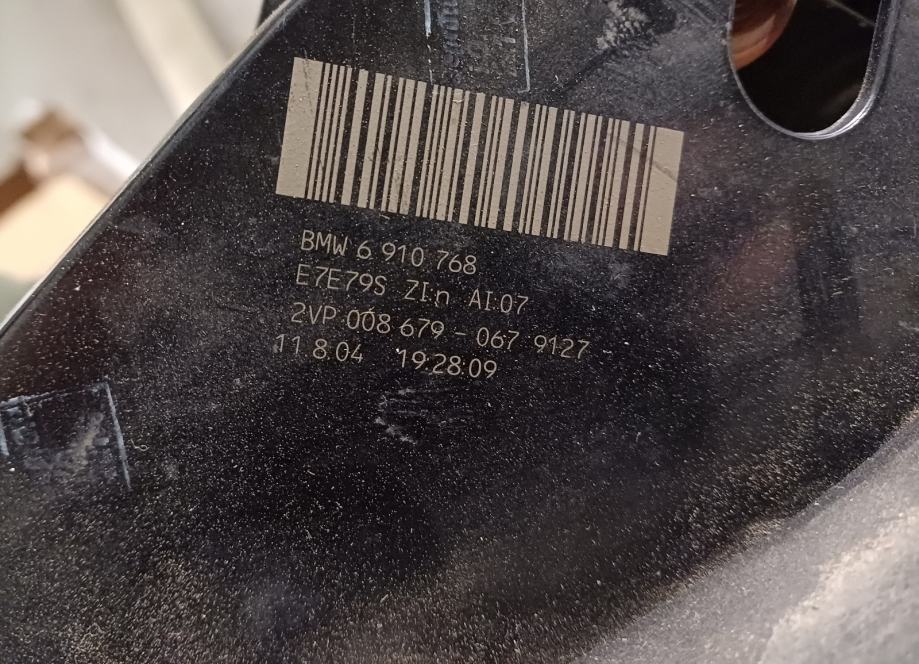 BMW 6 910 768
E7E79S ZI:n AI:07
2VP 008 679 - 067 9127
11.8.04 19:28:09